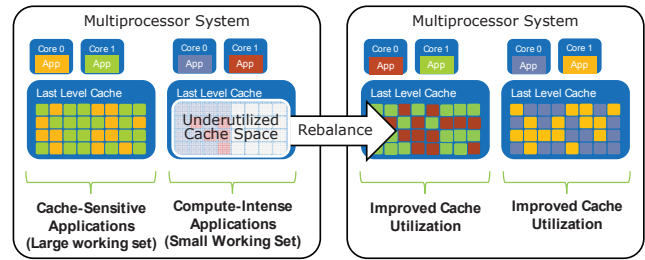 Multiprocessor System
Multiprocessor System
Core 0
Core 1
Core 0
Core 1
Core 0
Core 1
Core 0
Core 1
App
App
App
App
App
App
App
App
Last Level Cache
Last Level Cache
Last Level Cache
Last Level Cache
Underutilized
Cache Space
Rebalance
Cache-Sensitive
Applications
(Large working set)
Compute-Intense
Applications
(Small Working Set)
Improved Cache
Utilization
Improved Cache
Utilization